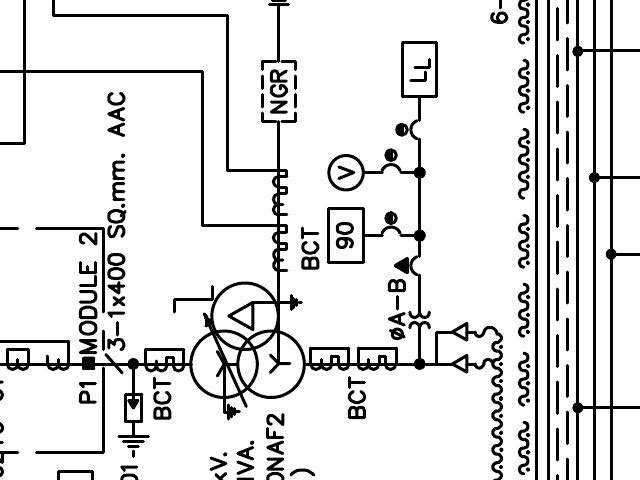 6-
LL
NGR
V
90
3-1x400 SQ.mm. AAC
MODULE 2
BCT
øA-B
P1
BCT
BCT
01-
kV.
MVA.
ONAF2
)